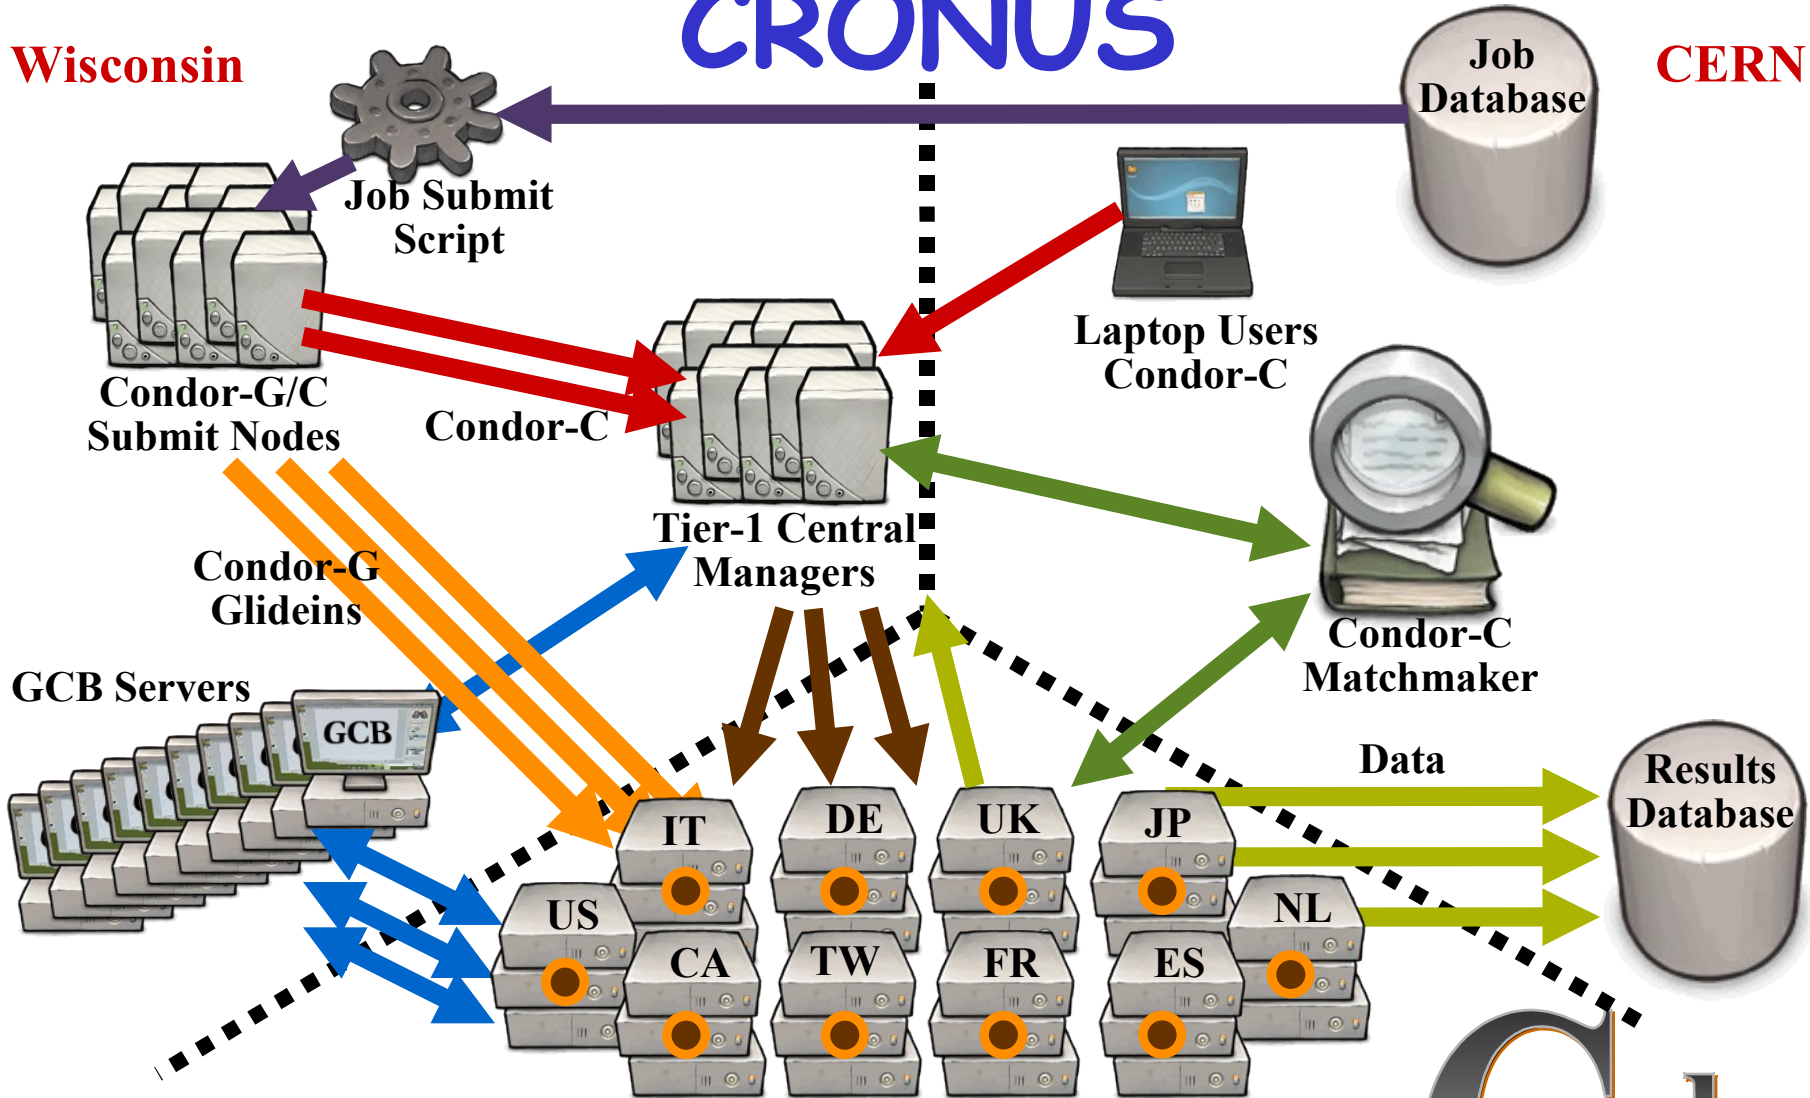 CRONUS
Wisconsin
CERN
Job
Database
Job Submit
Script
Laptop Users
Condor-C
Condor-G/C
Submit Nodes
Condor-C
Tier-1 Central
Managers
Condor-G
Glideins
Condor-C
Matchmaker
GCB Servers
GCB
Data
Results
Database
IT
DE
UK
JP
US
NL
CA
TW
FR
ES